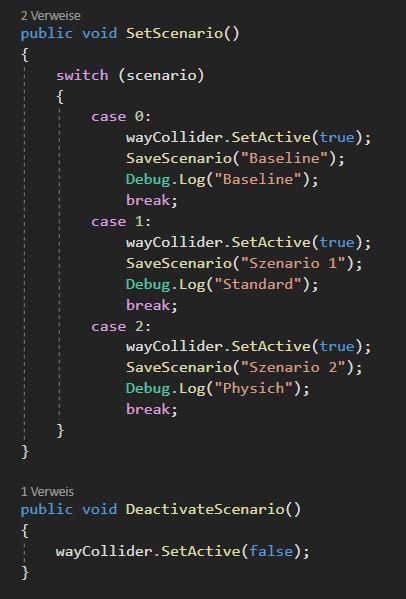 2 Verweise
public void SetScenario()
{
    switch (scenario)
    {
        case 0:
            wayCollider.SetActive(true);
            SaveScenario("Baseline");
            Debug.Log("Baseline");
            break;
        case 1:
            wayCollider.SetActive(true);
            SaveScenario("Szenario 1");
            Debug.Log("Standard");
            break;
        case 2:
            wayCollider.SetActive(true);
            SaveScenario("Szenario 2");
            Debug.Log("Physich");
            break;
    }
}
1 Verweis
public void DeactivateScenario()
{
    wayCollider.SetActive(false);
}